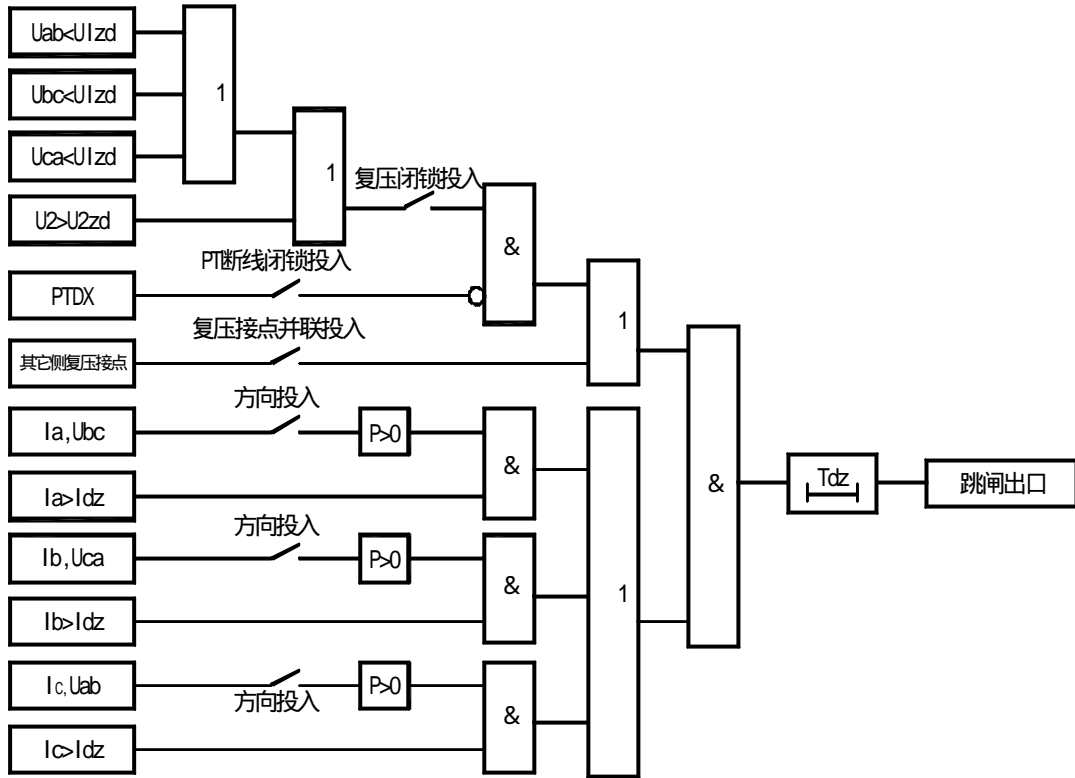 Uab<UIzd
Ubc<UIzd
1
Uca<UIzd
1
复压闭锁投入
U2>U2zd
&
PT断线闭锁投入
PTDX
复压接点并联投入
1
其它侧复压接点
方向投入
Ia,Ubc
P>0
&
Ia>Idz
&
Tdz
跳闸出口
方向投入
Ib,Uca
P>0
&
1
Ib>Idz
Ic,Uab
P>0
方向投入
&
Ic>Idz